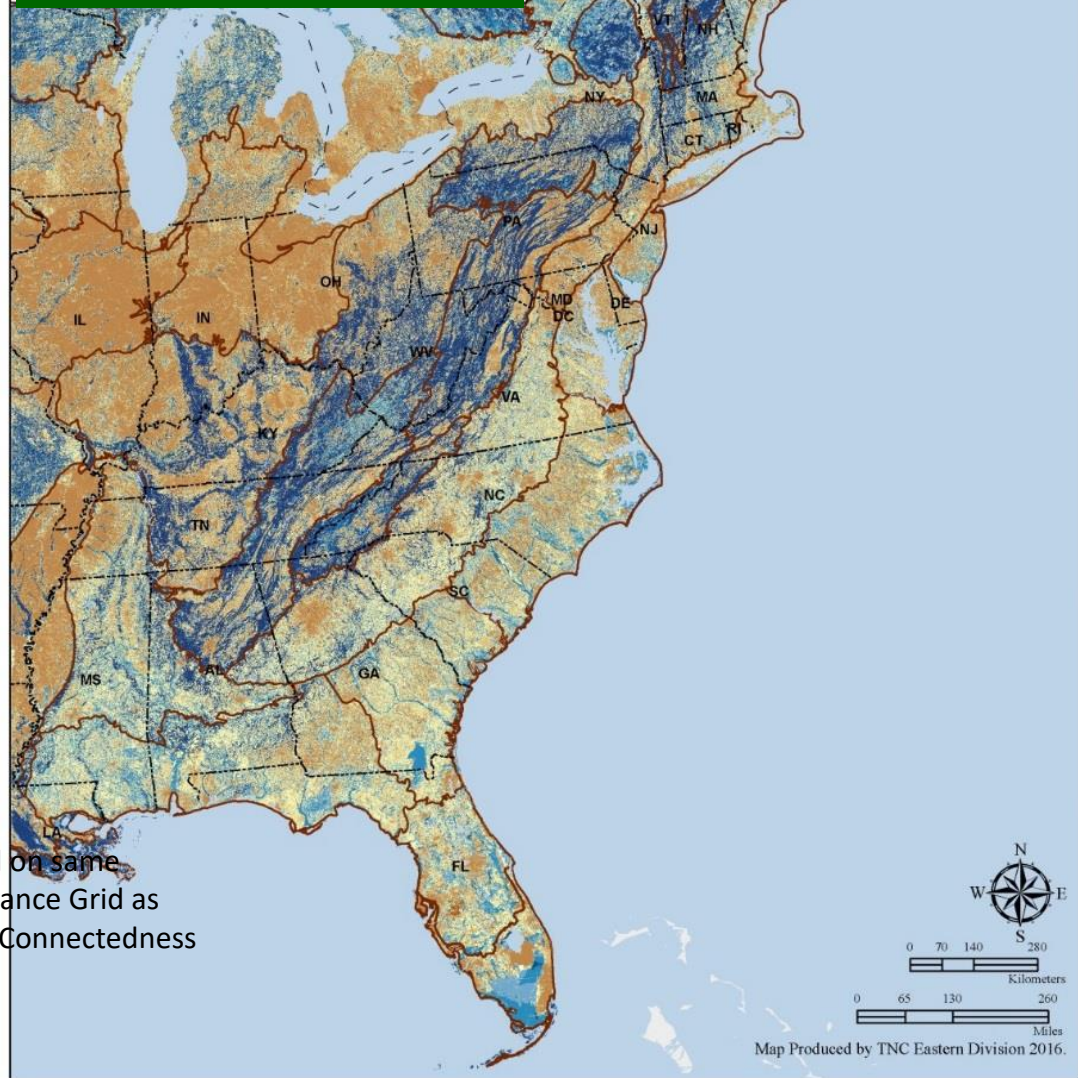 VT
NH
NY
MA
CT
RI
PA
NJ
OH
MD
DE
DC
IL
IN
WV
VA
KY
NC
TN
SC
AL
GA
MS
LA
on same
FL
ance Grid as
Connectedness
N
W
E
S
0 70 140 280
Kilometers
0 65 130 260
Miles
Map Produced by TNC Eastern Division 2016.